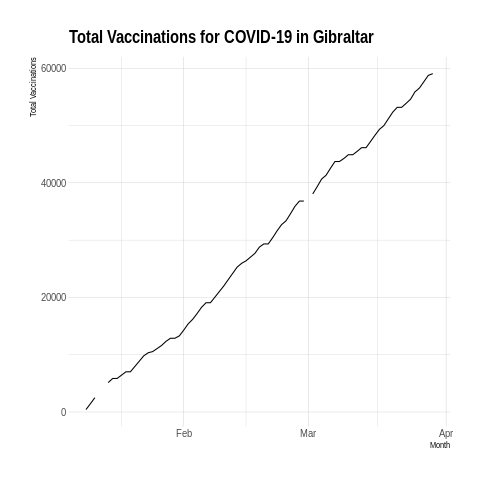 Total Vaccinations for COVID-19 in Gibraltar
Total Vaccinations
60000
40000
20000
0
Feb
Mar
Apr
Month